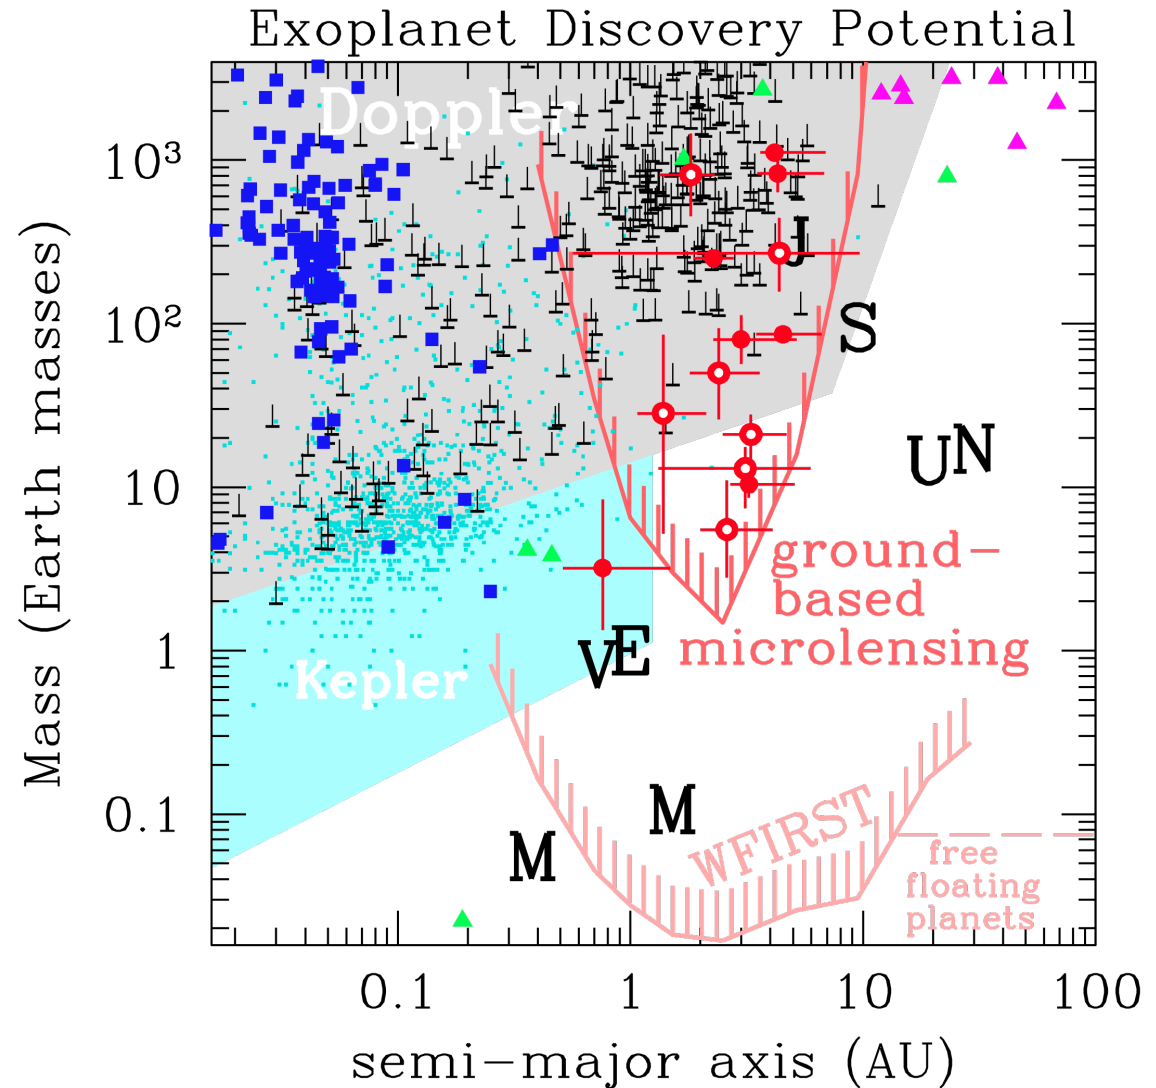 Exoplanet Discovery Potential
Mass (Earth masses)
10³
10²
10
1
0.1
Doppler
J
S
U N
ground-
based
microlensing
V E
Kepler
M
M
WFIRST
free
floating
planets
0.1 1 10 100
semi-major axis (AU)